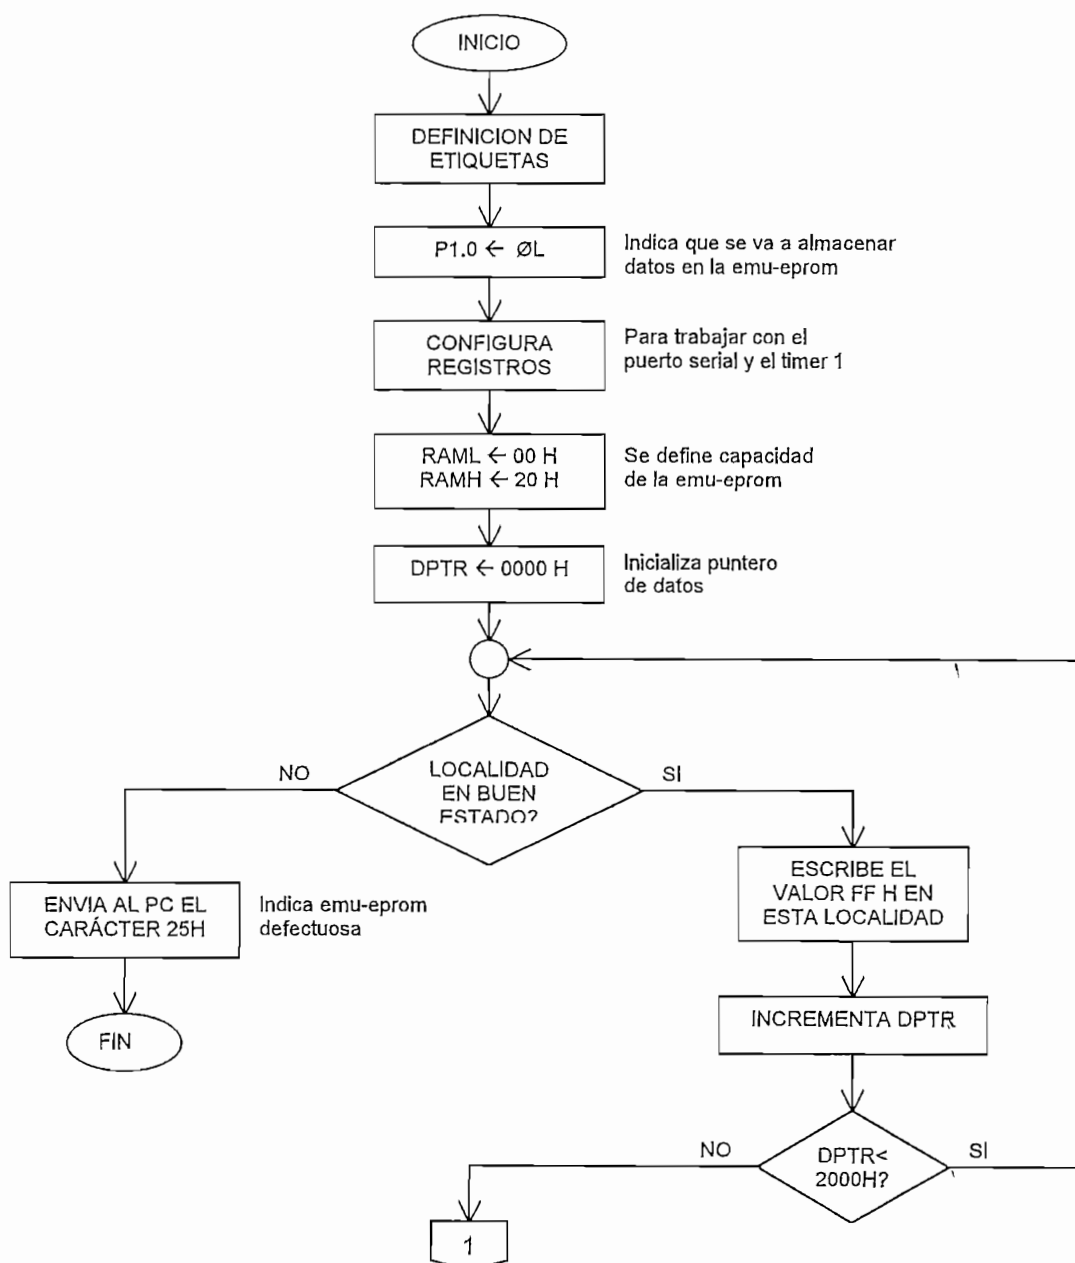 INICIO
DEFINICION DE
ETIQUETAS
P1.0 ← ØL
Indica que se va a almacenar
datos en la emu-eprom
CONFIGURA
REGISTROS
Para trabajar con el
puerto serial y el timer 1
RAML ← 00 H
RAMH ← 20 H
Se define capacidad
de la emu-eprom
DPTR ← 0000 H
Inicializa puntero
de datos
LOCALIDAD
EN BUEN
ESTADO?
NO
SI
ENVIA AL PC EL
CARÁCTER 25H
Indica emu-eprom
defectuosa
FIN
ESCRIBE EL
VALOR FF H EN
ESTA LOCALIDAD
INCREMENTA DPTR
DPTR<
2000H?
NO
SI
1